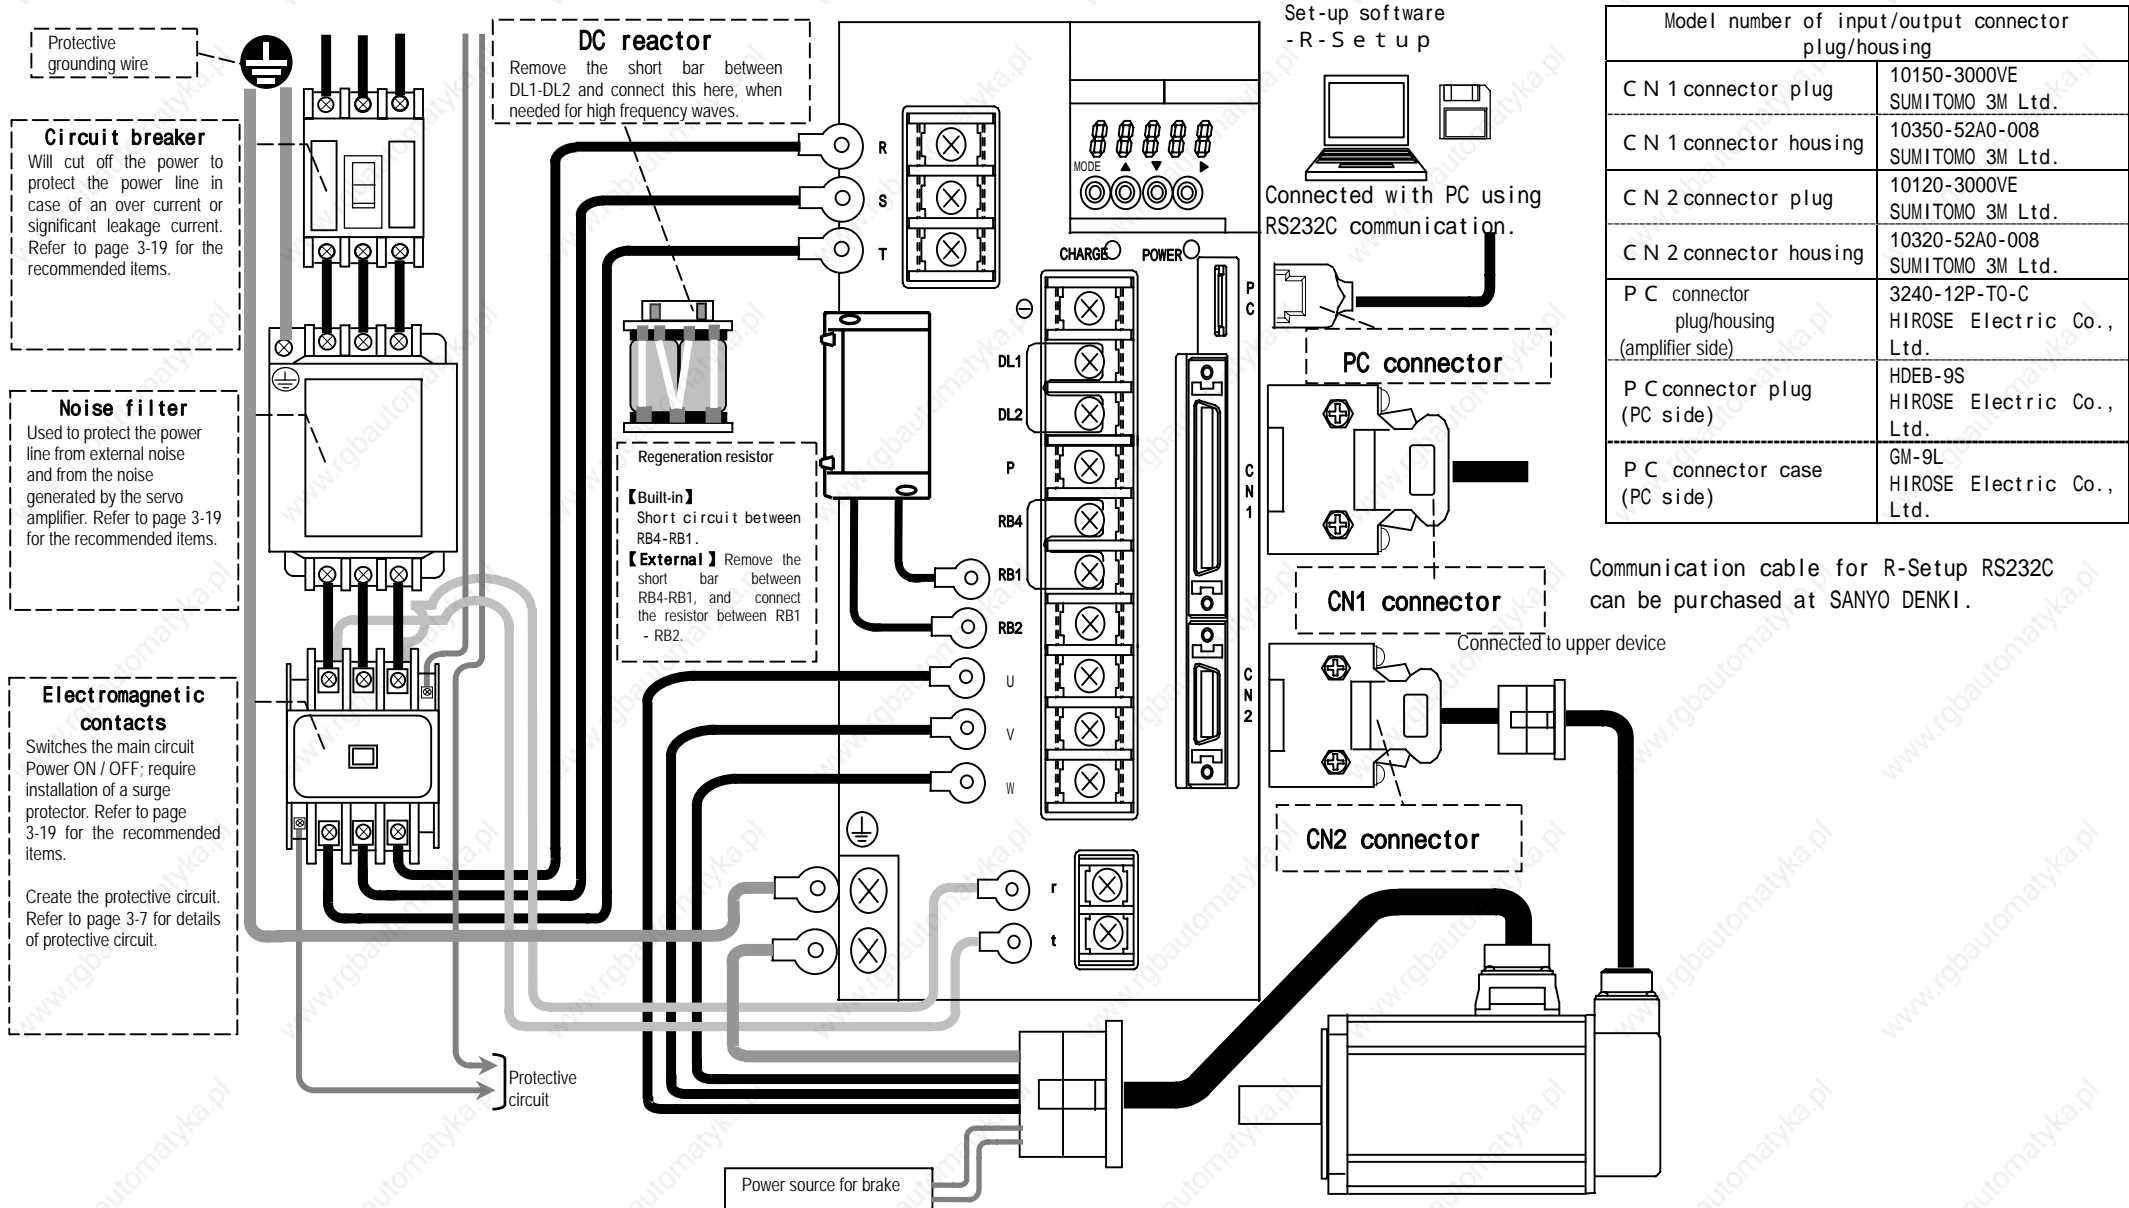 Protective
grounding wire
Circuit breaker
Will cut off the power to
protect the power line in
case of an over current or
significant leakage current.
Refer to page 3-19 for the
recommended items.
Noise filter
Used to protect the power
line from external noise
and from the noise
generated by the servo
amplifier. Refer to page 3-19
for the recommended items.
Electromagnetic
contacts
Switches the main circuit
Power ON / OFF; require
installation of a surge
protector. Refer to page
3-19 for the recommended
items.
Create the protective circuit.
Refer to page 3-7 for details
of protective circuit.
DC reactor
Remove the short bar between
DL1-DL2 and connect this here, when
needed for high frequency waves.
Regeneration resistor
【Built-in】
Short circuit between
RB4-RB1.
【External】Remove the
short bar between
RB4-RB1, and connect
the resistor between RB1
- RB2.
Protective
circuit
Power source for brake
R
S
T
MODE
CHARGE
POWER
⊖
DL1
DL2
P
RB4
RB1
RB2
U
V
W
r
t
PC
CN1
CN2
Set-up software
-R-Setup
Connected with PC using
RS232C communication.
PC connector
CN1 connector
Connected to upper device
CN2 connector
Model number of input/output connector
plug/housing
CN1 connector plug
10150-3000VE
SUMITOMO 3M Ltd.
CN1 connector housing
10350-52A0-008
SUMITOMO 3M Ltd.
CN2 connector plug
10120-3000VE
SUMITOMO 3M Ltd.
CN2 connector housing
10320-52A0-008
SUMITOMO 3M Ltd.
PC connector
plug/housing
(amplifier side)
3240-12P-TO-C
HIROSE Electric Co.,
Ltd.
PC connector plug
(PC side)
HDEB-9S
HIROSE Electric Co.,
Ltd.
PC connector case
(PC side)
GM-9L
HIROSE Electric Co.,
Ltd.
Communication cable for R-Setup RS232C
can be purchased at SANYO DENKI.
www.rgbautomatyka.pl